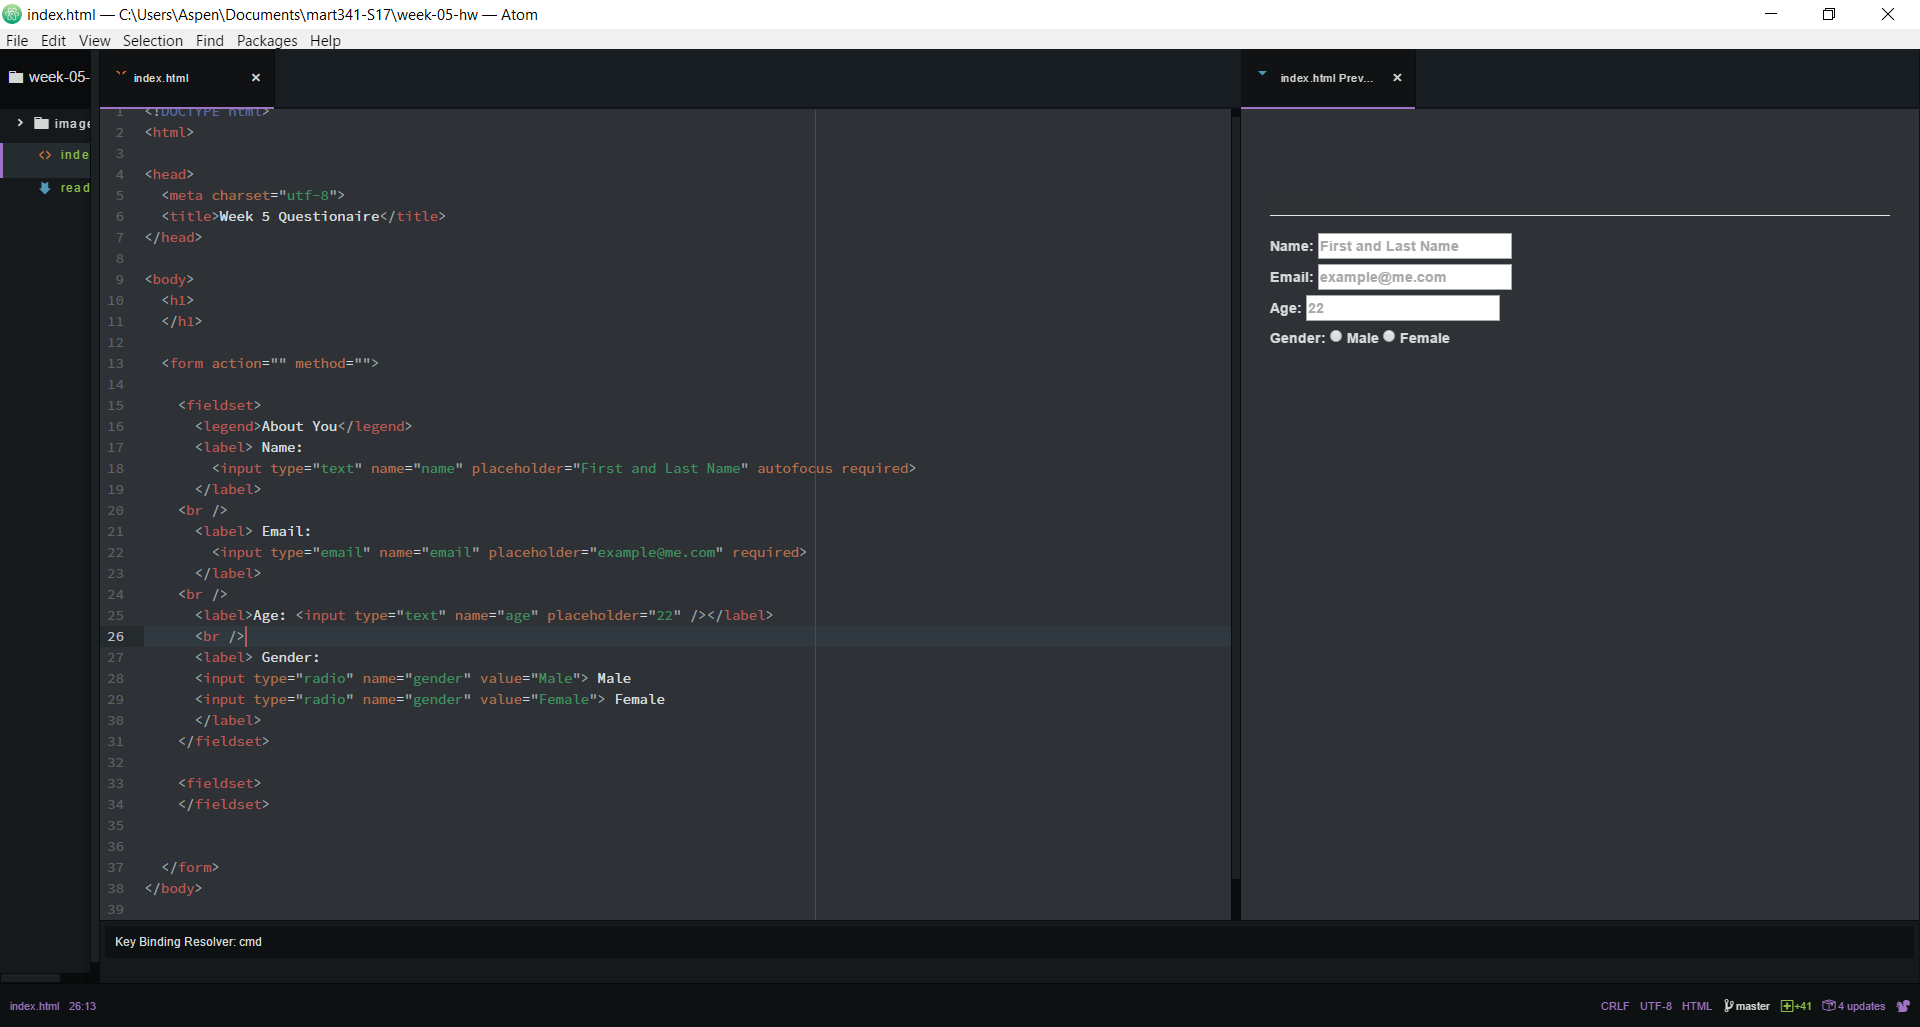 index.html — C:\Users\Aspen\Documents\mart341-S17\week-05-hw — Atom
File Edit View Selection Find Packages Help
week-05-
image
inde
read
index.html
index.html Prev...
1 <!DOCTYPE html>
2 <html>
3
4 <head>
5 <meta charset="utf-8">
6 <title>Week 5 Questionaire</title>
7 </head>
8
9 <body>
10 <h1>
11 </h1>
12
13 <form action="" method="">
14
15 <fieldset>
16 <legend>About You</legend>
17 <label> Name:
18 <input type="text" name="name" placeholder="First and Last Name" autofocus required>
19 </label>
20 <br />
21 <label> Email:
22 <input type="email" name="email" placeholder="example@me.com" required>
23 </label>
24 <br />
25 <label>Age: <input type="text" name="age" placeholder="22" /></label>
26 <br />
27 <label> Gender:
28 <input type="radio" name="gender" value="Male"> Male
29 <input type="radio" name="gender" value="Female"> Female
30 </label>
31 </fieldset>
32
33 <fieldset>
34 </fieldset>
35
36
37 </form>
38 </body>
39
Name: First and Last Name
Email: example@me.com
Age: 22
Gender: Male Female
Key Binding Resolver: cmd
index.html 26:13
CRLF UTF-8 HTML master +41 4 updates